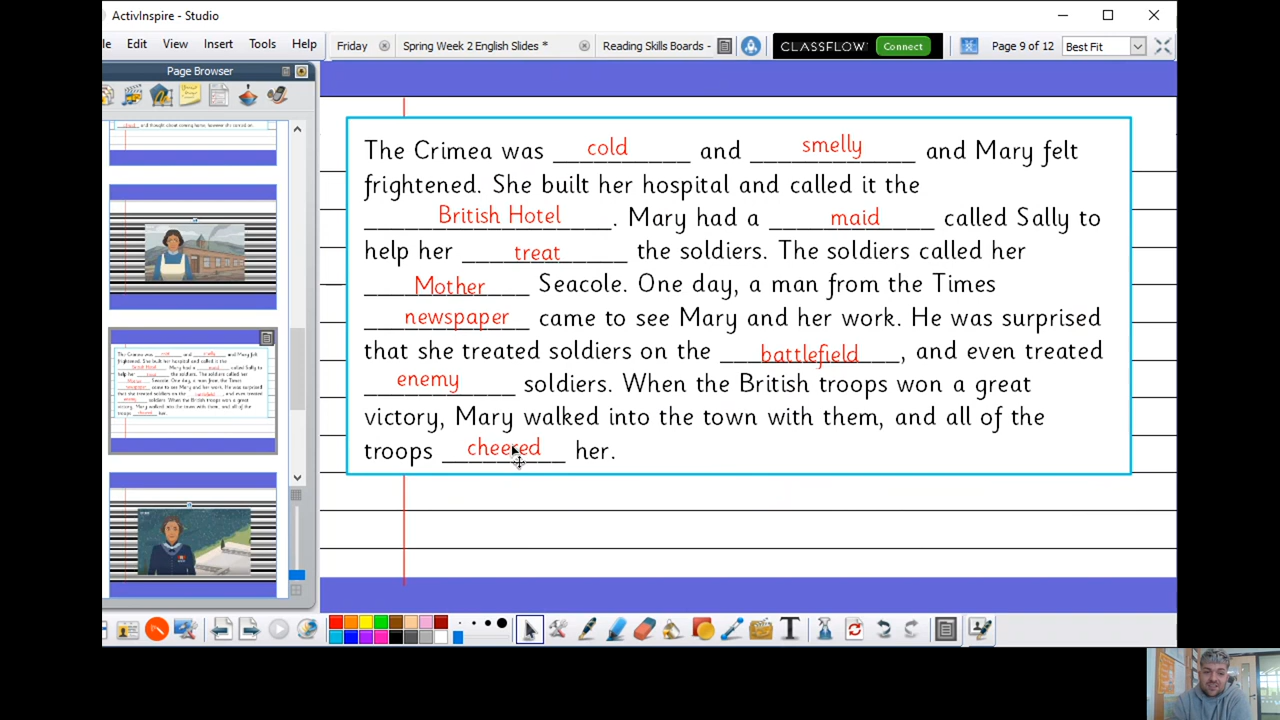 ActivInspire - Studio
le Edit View Insert Tools Help
Friday Spring Week 2 English Slides * Reading Skills Boards - CLASSFLOW Connect Page 9 of 12 Best Fit
Page Browser
The Crimea was cold and smelly and Mary felt
frightened. She built her hospital and called it the
British Hotel. Mary had a maid called Sally to
help her treat the soldiers. The soldiers called her
Mother Seacole. One day, a man from the Times
newspaper came to see Mary and her work. He was surprised
that she treated soldiers on the battlefield, and even treated
enemy soldiers. When the British troops won a great
victory, Mary walked into the town with them, and all of the
troops cheered her.